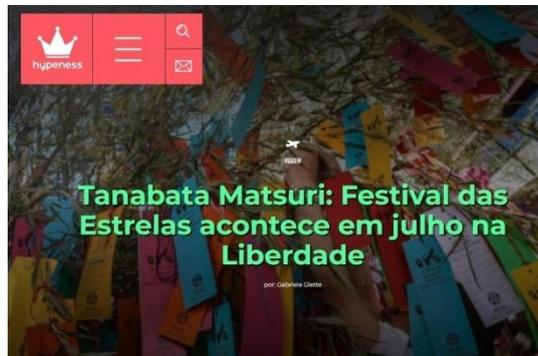 hypeness
VIAGEM
Tanabata Matsuri: Festival das
Estrelas acontece em julho na
Liberdade
por: Gabriela Glette